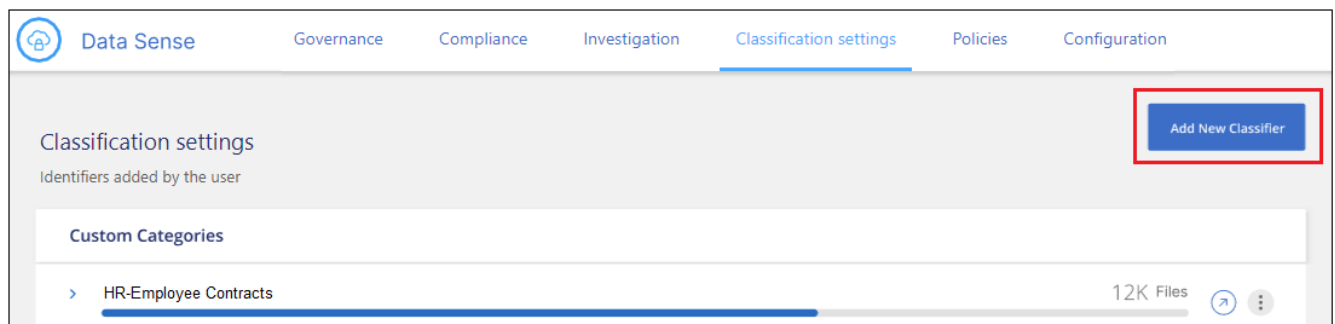 Data Sense Governance Compliance Investigation Classification settings Policies Configuration
Add New Classifier
Classification settings
Identifiers added by the user
Custom Categories
HR-Employee Contracts 12K Files